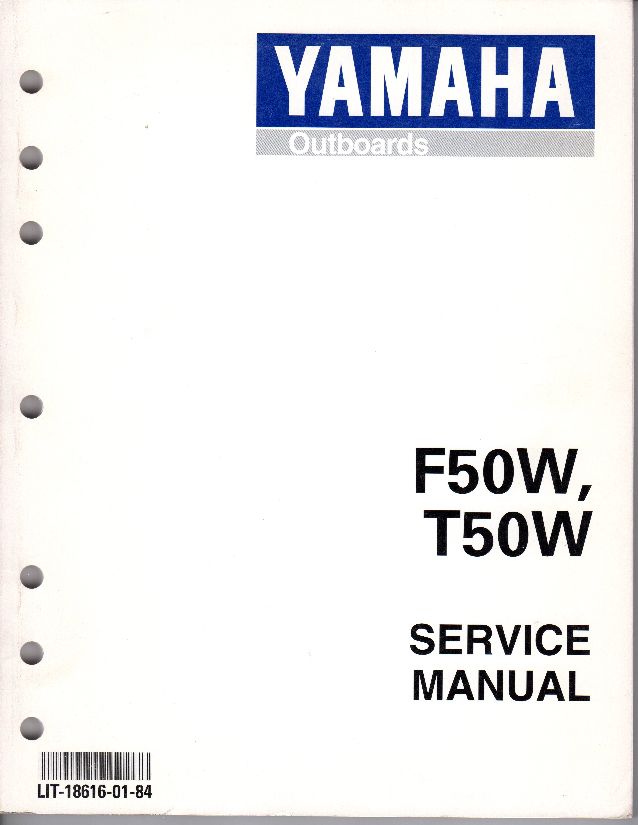 YAMAHA
Outboards
F50W,
T50W
SERVICE
MANUAL
LIT-18616-01-84